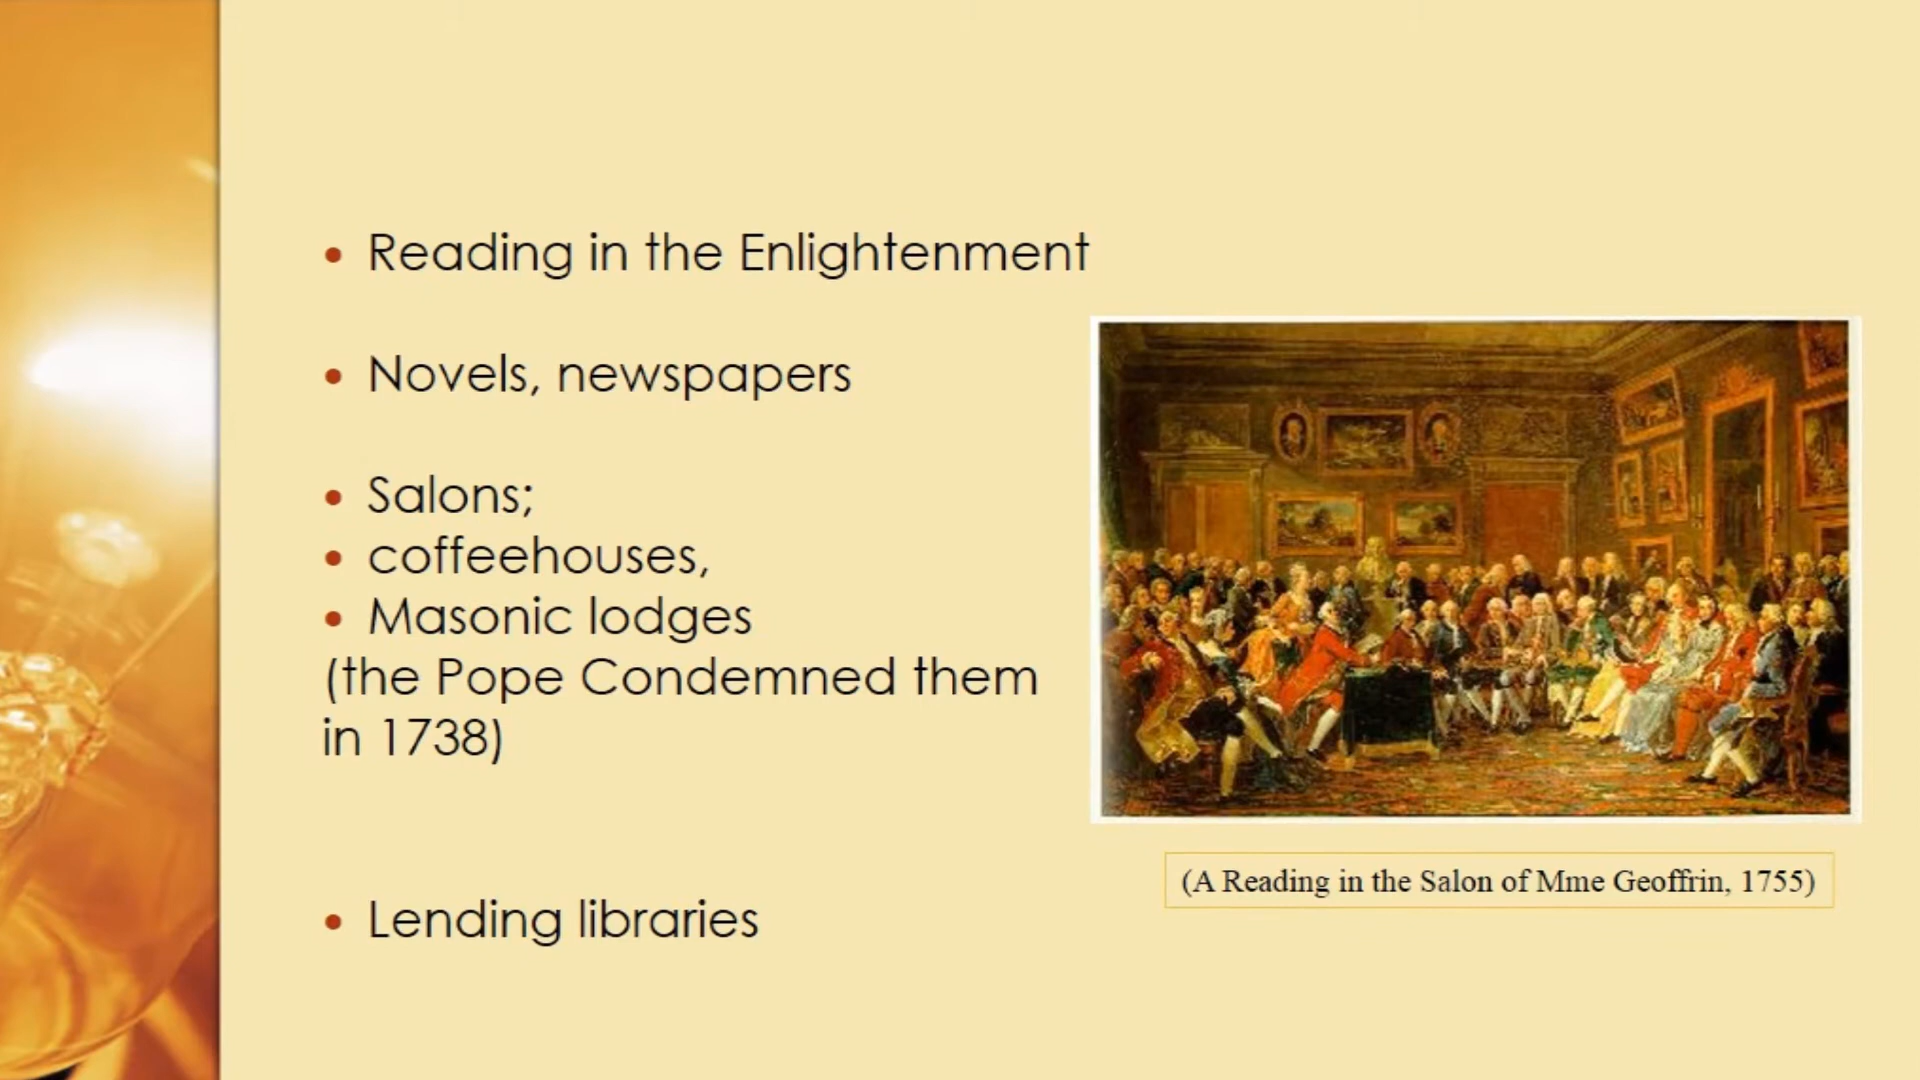 • Reading in the Enlightenment
• Novels, newspapers
• Salons;
• coffeehouses,
• Masonic lodges
(the Pope Condemned them
in 1738)
• Lending libraries
(A Reading in the Salon of Mme Geoffrin, 1755)